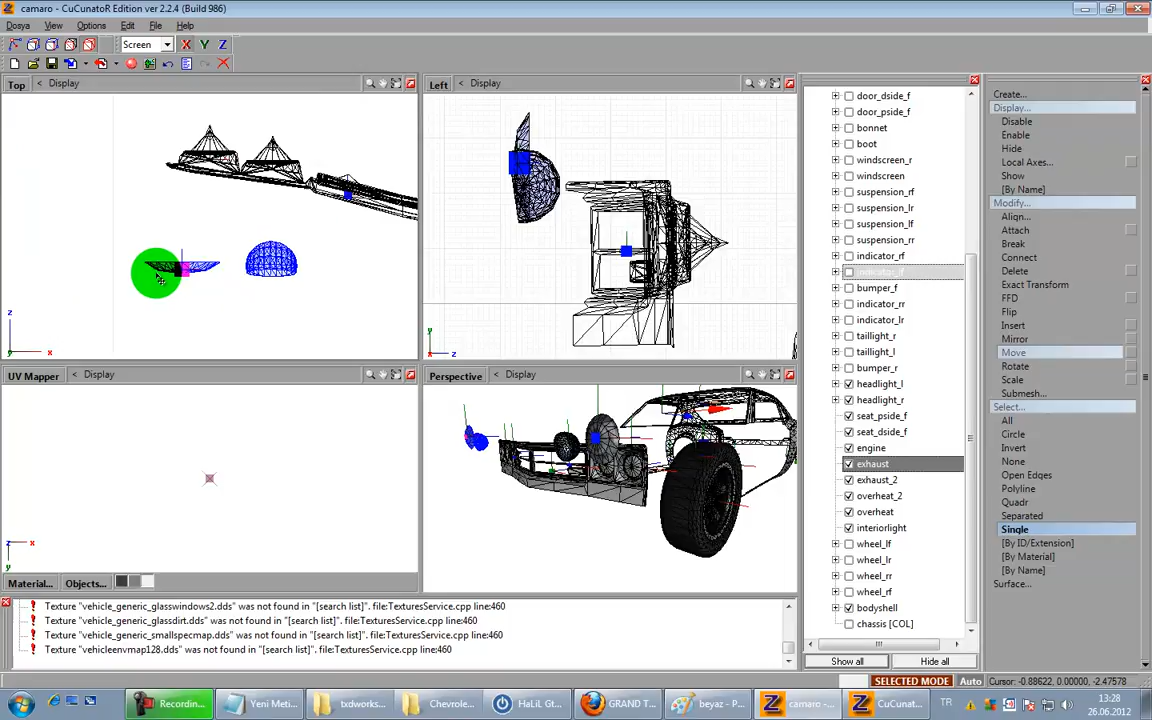 camaro - CuCunatoR Edition ver 2.2.4 (Build 986)
Dosya View Options Edit File Help
Screen X Y Z
Top < Display
Left < Display
UV Mapper < Display
Perspective < Display
z
y x
y
x z
z x
y
Material... Objects...
Texture "vehicle_generic_glasswindows2.dds" was not found in "[search list]". file:TexturesService.cpp line:460
Texture "vehicle_generic_glassdirt.dds" was not found in "[search list]". file:TexturesService.cpp line:460
Texture "vehicle_generic_smallspecmap.dds" was not found in "[search list]". file:TexturesService.cpp line:460
Texture "vehicleenvmap128.dds" was not found in "[search list]". file:TexturesService.cpp line:460
door_dside_f
door_pside_f
bonnet
boot
windscreen_r
windscreen
suspension_rf
suspension_lr
suspension_lf
suspension_rr
indicator_rf
indicator_lf
bumper_f
indicator_rr
indicator_lr
taillight_r
taillight_l
bumper_r
headlight_l
headlight_r
seat_pside_f
seat_dside_f
engine
exhaust
exhaust_2
overheat_2
overheat
interiorlight
wheel_lf
wheel_lr
wheel_rr
wheel_rf
bodyshell
chassis [COL]
Show all Hide all
Create...
Display...
Disable
Enable
Hide
Local Axes...
Show
[By Name]
Modify...
Align...
Attach
Break
Connect
Delete
Exact Transform
FFD
Flip
Insert
Mirror
Move
Rotate
Scale
Submesh...
Select...
All
Circle
Invert
None
Open Edges
Polyline
Quadr
Separated
Single
[By ID/Extension]
[By Material]
[By Name]
Surface...
SELECTED MODE Auto Cursor: -0.88622, 0.00000, -2.47578
Recordin... Yeni Meti... txdworks... Chevrole... HaLiL Gt... GRAND T... beyaz - P... camaro -... CuCunat... TR 13:28
26.06.2012